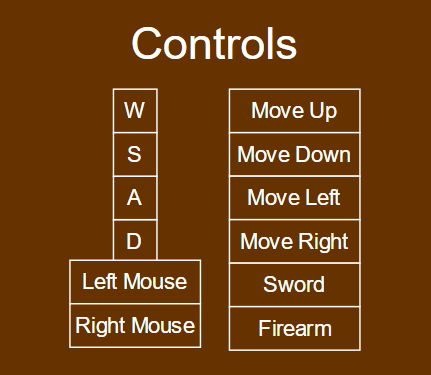 Controls
W Move Up
S Move Down
A Move Left
D Move Right
Left Mouse Sword
Right Mouse Firearm